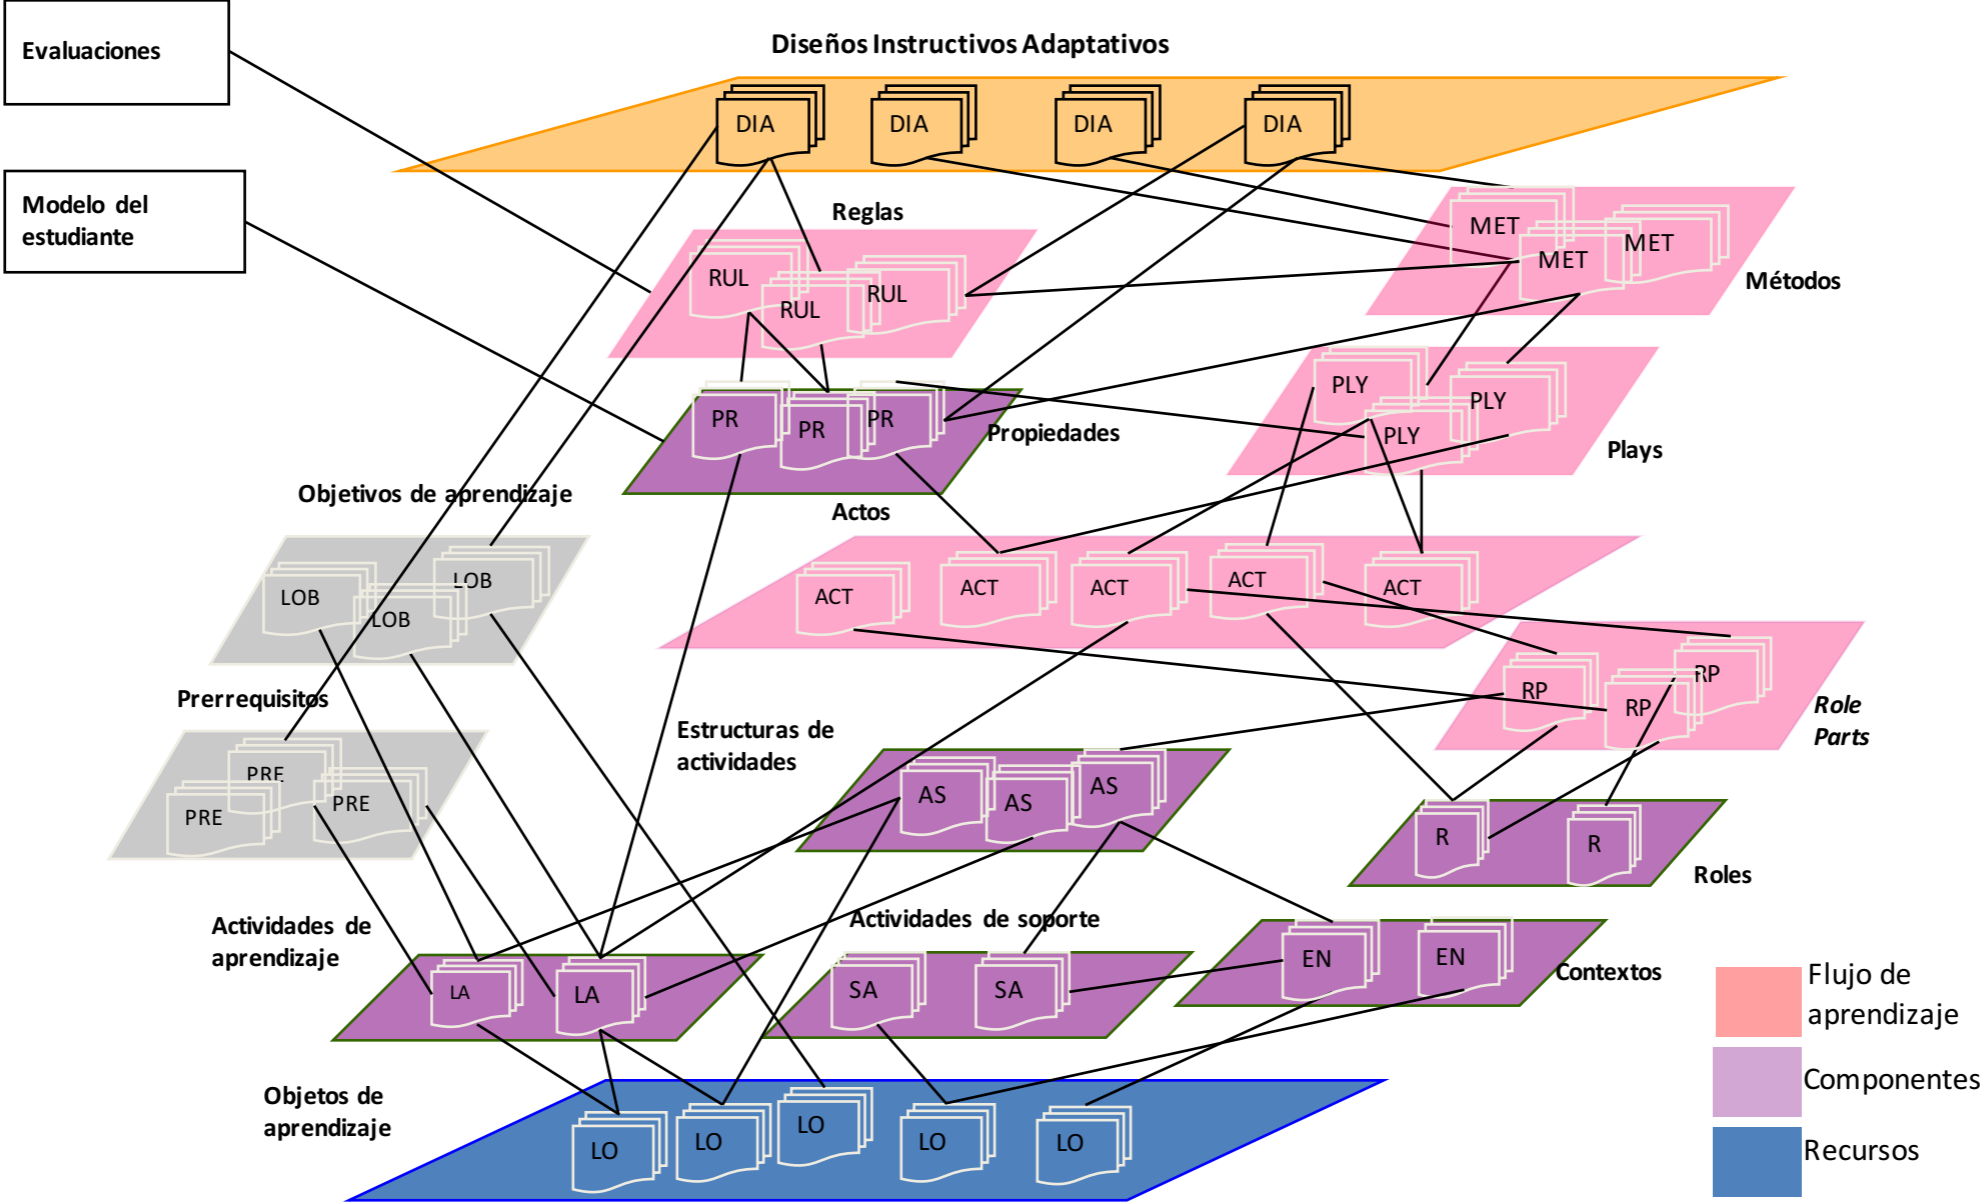 Evaluaciones
Diseños Instructivos Adaptativos
DIA
DIA
DIA
DIA
Modelo del
estudiante
Reglas
MET
MET
MET
RUL
RUL
RUL
Métodos
PLY
PLY
PLY
PR
PR
PR
Propiedades
Plays
Objetivos de aprendizaje
Actos
LOB
LOB
LOB
ACT
ACT
ACT
ACT
ACT
Prerrequisitos
RP
RP
RP
Role
Parts
Estructuras de
actividades
PRE
PRE
PRE
AS
AS
AS
R
R
Roles
Actividades de
aprendizaje
Actividades de soporte
LA
LA
SA
SA
EN
EN
Contextos
Flujo de
aprendizaje
Componentes
Recursos
Objetos de
aprendizaje
LO
LO
LO
LO
LO